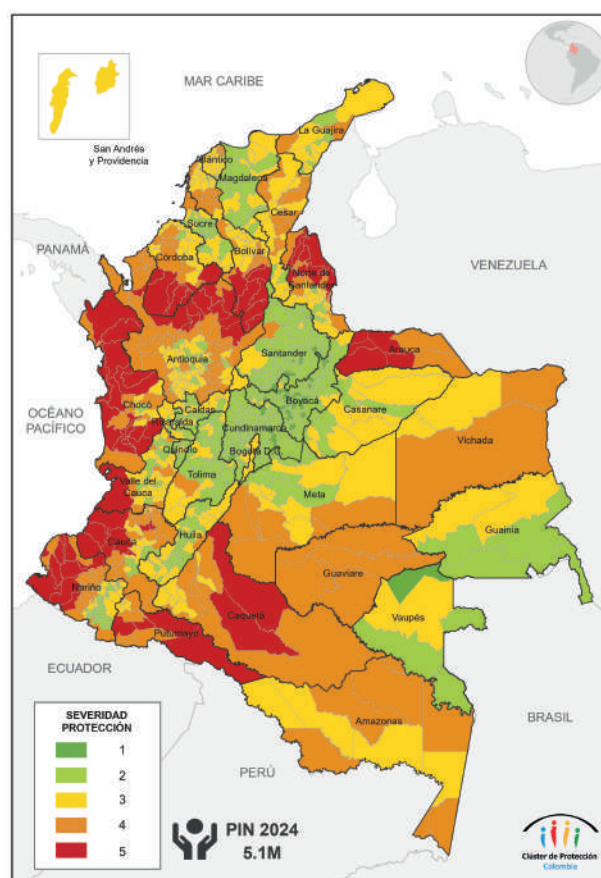 MAR CARIBE
San Andrés
y Providencia
La Guajira
Atlántico
Magdalena
Cesar
PANAMÁ
Sucre
Bolívar
Córdoba
Norte de
Santander
VENEZUELA
Antioquia
Santander
Arauca
OCÉANO
PACÍFICO
Chocó
Caldas
Risaralda
Boyacá
Casanare
Cundinamarca
Vichada
Quindío
Bogotá D.C.
Valle del
Cauca
Tolima
Meta
Guainía
Cauca
Huila
Guaviare
Nariño
Caquetá
Vaupés
Putumayo
ECUADOR
Amazonas
BRASIL
PERÚ
SEVERIDAD
PROTECCIÓN
1
2
3
4
5
PIN 2024
5.1M
Clúster de Protección
Colombia